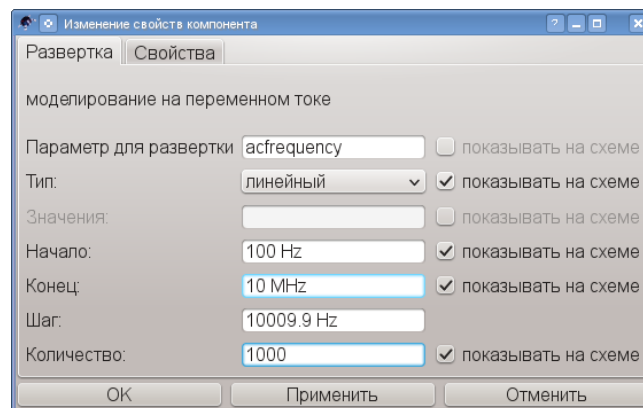 Изменение свойств компонента
Развертка Свойства
моделирование на переменном токе
Параметр для развертки acfrequency показывать на схеме
Тип: линейный показывать на схеме
Значения: показывать на схеме
Начало: 100 Hz показывать на схеме
Конец: 10 MHz показывать на схеме
Шаг: 10009.9 Hz
Количество: 1000 показывать на схеме
OK Применить Отменить